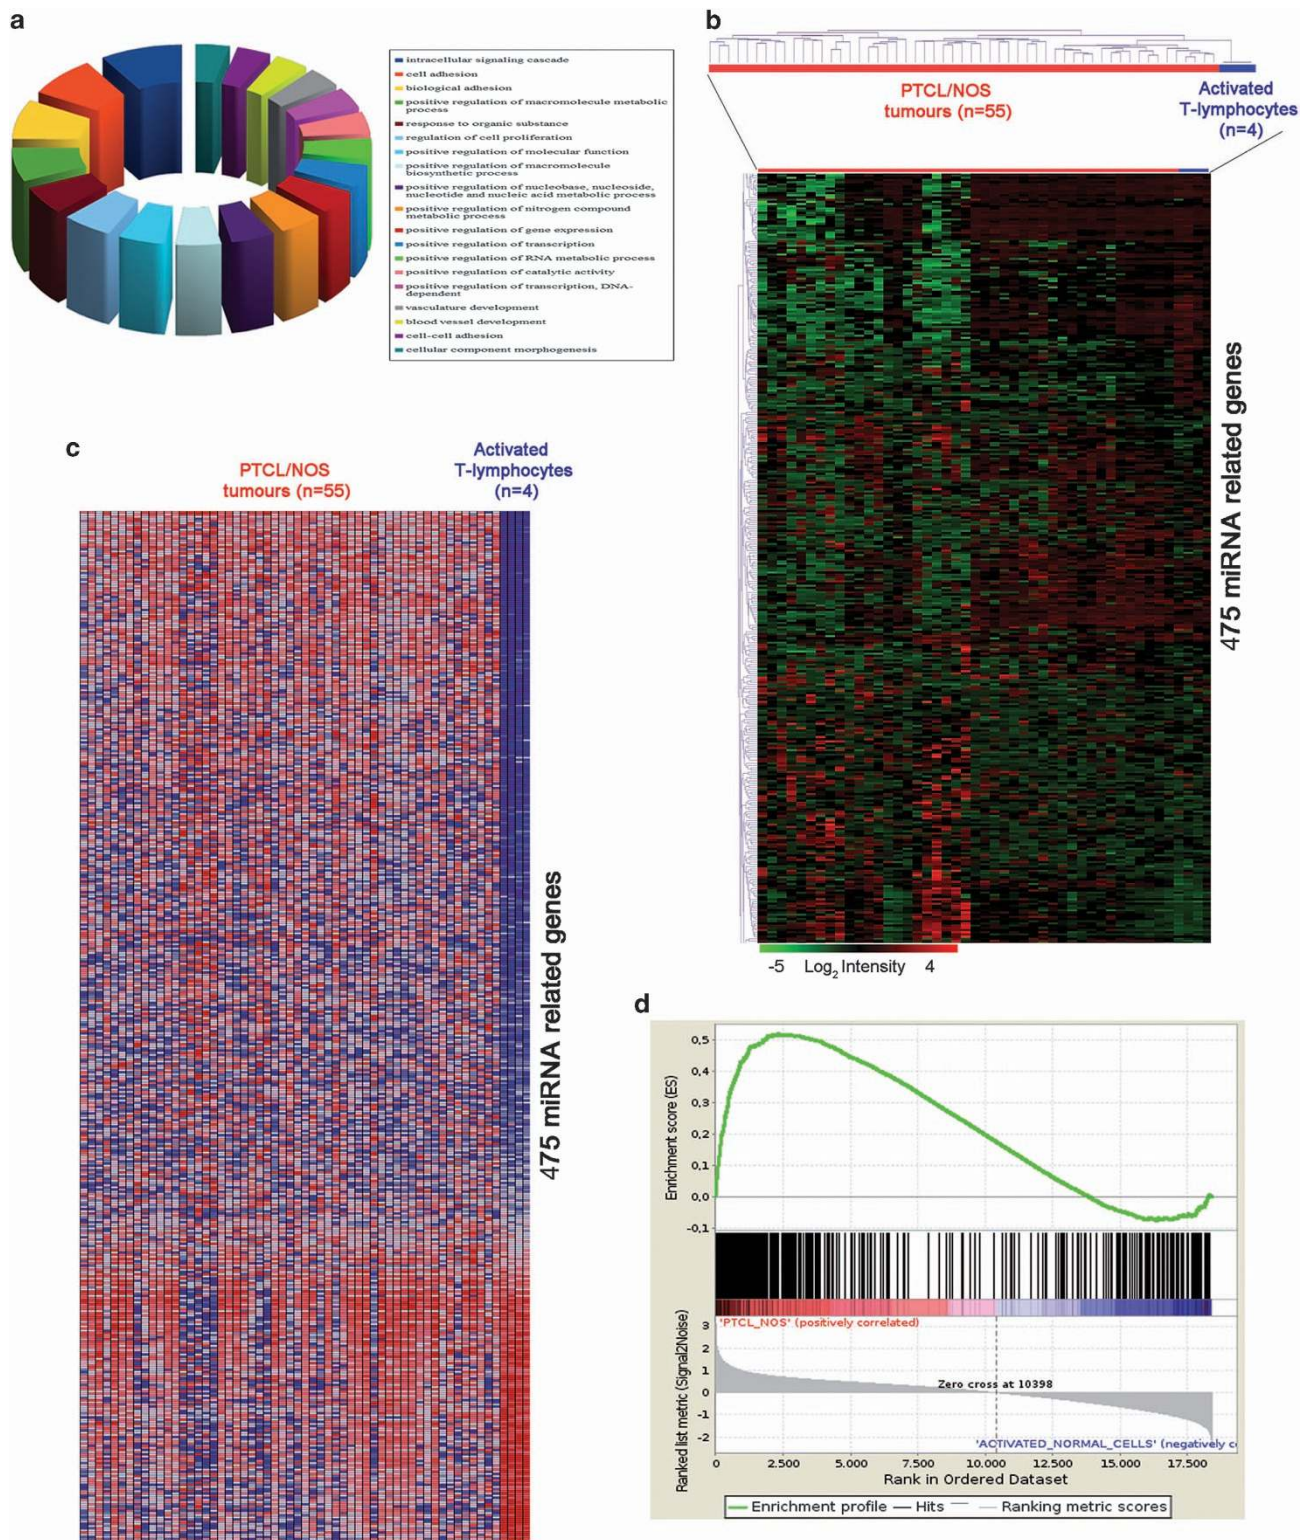 a
intracellular signaling cascade
cell adhesion
biological adhesion
positive regulation of macromolecule metabolic
process
response to organic substance
regulation of cell proliferation
positive regulation of molecular function
positive regulation of macromolecule
biosynthetic process
positive regulation of nucleobase, nucleoside,
nucleotide and nucleic acid metabolic process
positive regulation of nitrogen compound
metabolic process
positive regulation of gene expression
positive regulation of transcription
positive regulation of RNA metabolic process
positive regulation of catalytic activity
positive regulation of transcription, DNA-
dependent
vasculature development
blood vessel development
cell-cell adhesion
cellular component morphogenesis
b
PTCL/NOS
tumours (n=55)
Activated
T-lymphocytes
(n=4)
475 miRNA related genes
-5 Log2 Intensity 4
c
PTCL/NOS
tumours (n=55)
Activated
T-lymphocytes
(n=4)
475 miRNA related genes
d
Enrichment score (ES)
0,5
0,4
0,3
0,2
0,1
0,0
-0,1
'PTCL_NOS' (positively correlated)
Ranked list metric (Signal2Noise)
3
2
1
0
-1
-2
Zero cross at 10398
'ACTIVATED_NORMAL_CELLS' (negatively c
0 2.500 5.000 7.500 10.000 12.500 15.000 17.500
Rank in Ordered Dataset
Enrichment profile Hits Ranking metric scores